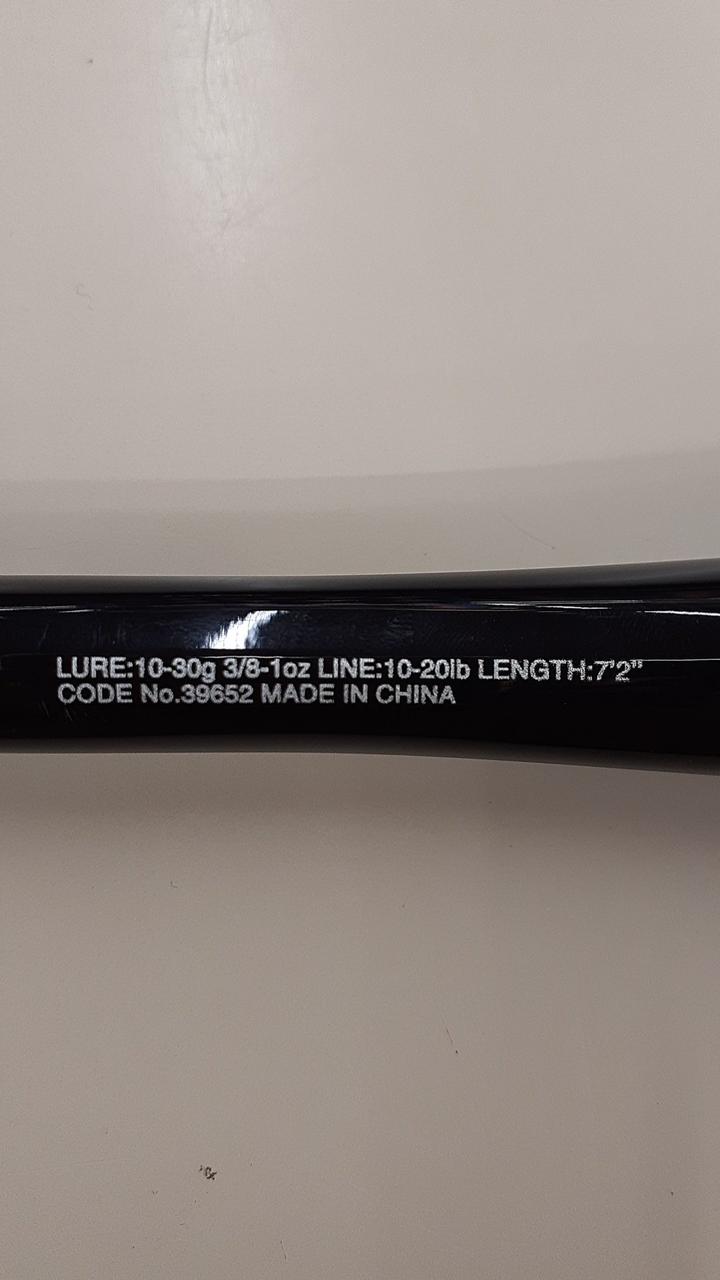 LURE:10-30g 3/8-1oz LINE:10-20lb LENGTH:7'2"
CODE No.39652 MADE IN CHINA